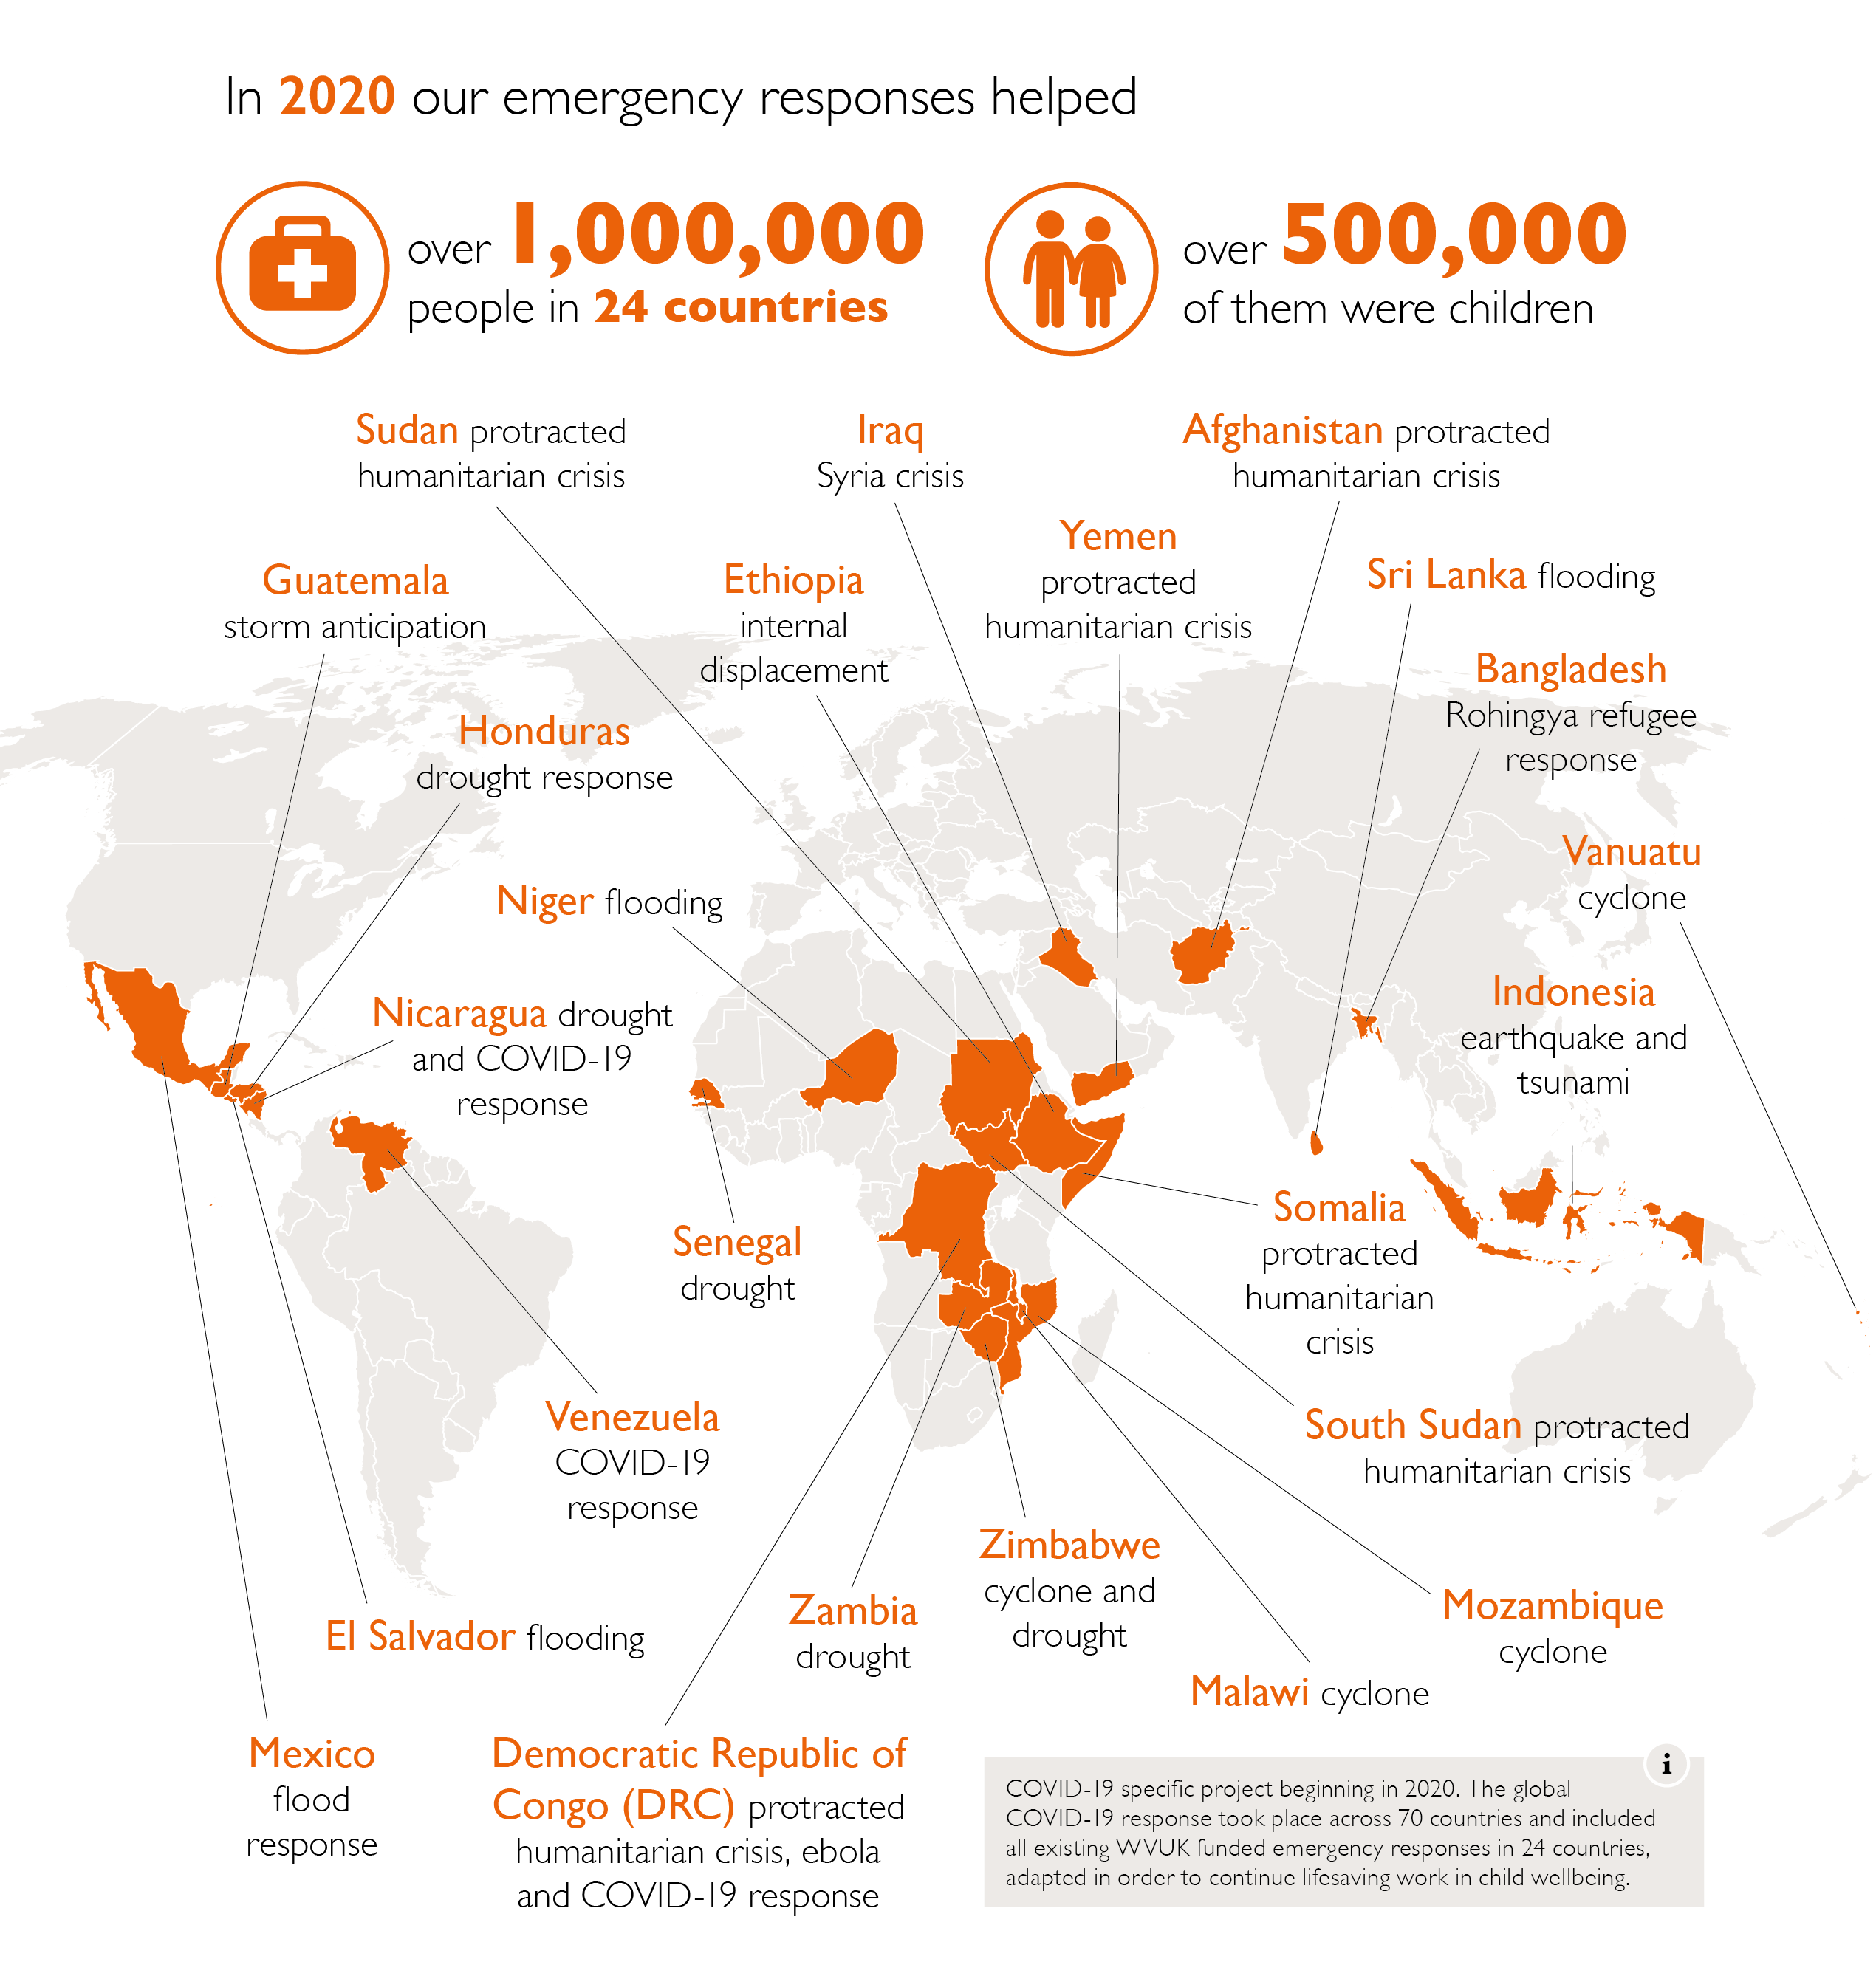 In 2020 our emergency responses helped
over 1,000,000
people in 24 countries
over 500,000
of them were children
Sudan protracted
humanitarian crisis
Iraq
Syria crisis
Afghanistan protracted
humanitarian crisis
Guatemala
storm anticipation
Ethiopia
internal
displacement
Yemen
protracted
humanitarian crisis
Sri Lanka flooding
Bangladesh
Rohingya refugee
response
Honduras
drought response
Vanuatu
cyclone
Niger flooding
Nicaragua drought
and COVID-19
response
Indonesia
earthquake and
tsunami
Senegal
drought
Somalia
protracted
humanitarian
crisis
Venezuela
COVID-19
response
South Sudan protracted
humanitarian crisis
El Salvador flooding
Zambia
drought
Zimbabwe
cyclone and
drought
Mozambique
cyclone
Malawi cyclone
Mexico
flood
response
Democratic Republic of
Congo (DRC) protracted
humanitarian crisis, ebola
and COVID-19 response
i
COVID-19 specific project beginning in 2020. The global
COVID-19 response took place across 70 countries and included
all existing WVUK funded emergency responses in 24 countries,
adapted in order to continue lifesaving work in child wellbeing.